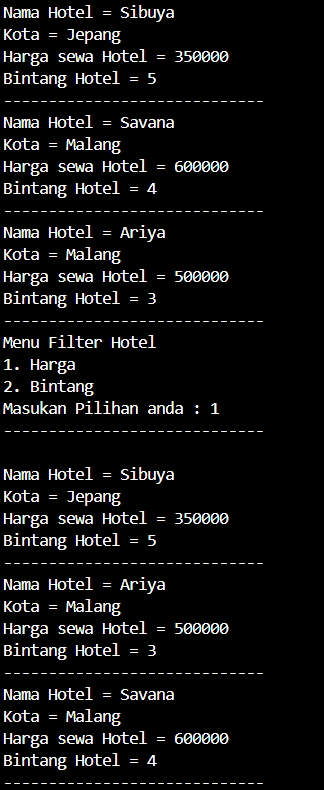 Nama Hotel = Sibuya
Kota = Jepang
Harga sewa Hotel = 350000
Bintang Hotel = 5
-----------------------------
Nama Hotel = Savana
Kota = Malang
Harga sewa Hotel = 600000
Bintang Hotel = 4
-----------------------------
Nama Hotel = Ariya
Kota = Malang
Harga sewa Hotel = 500000
Bintang Hotel = 3
-----------------------------
Menu Filter Hotel
1. Harga
2. Bintang
Masukan Pilihan anda : 1
-----------------------------
Nama Hotel = Sibuya
Kota = Jepang
Harga sewa Hotel = 350000
Bintang Hotel = 5
-----------------------------
Nama Hotel = Ariya
Kota = Malang
Harga sewa Hotel = 500000
Bintang Hotel = 3
-----------------------------
Nama Hotel = Savana
Kota = Malang
Harga sewa Hotel = 600000
Bintang Hotel = 4
-----------------------------